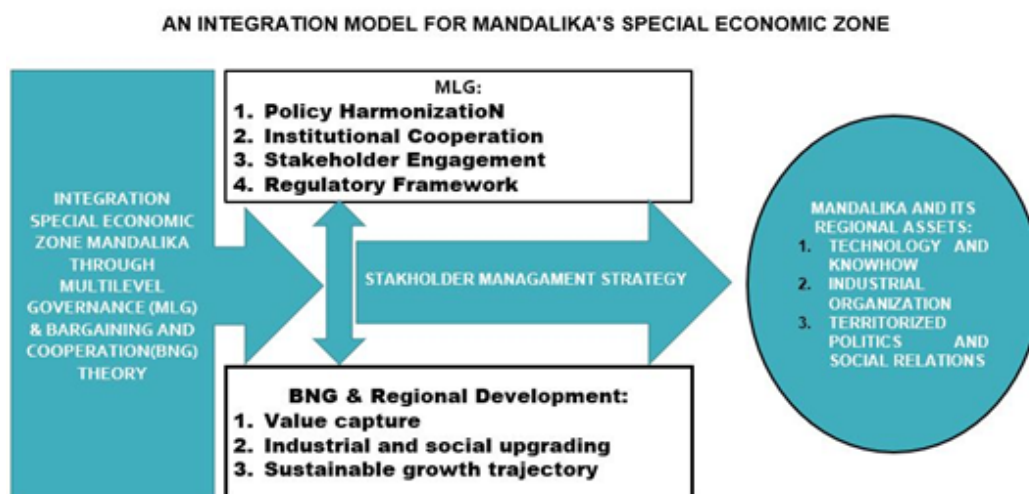 AN INTEGRATION MODEL FOR MANDALIKA'S SPECIAL ECONOMIC ZONE
INTEGRATION
SPECIAL ECONOMIC
ZONE MANDALIKA
THROUGH
MULTILEVEL
GOVERNANCE (MLG)
& BARGAINING AND
COOPERATION(BNG)
THEORY
MLG:
1. Policy HarmonizatioN
2. Institutional Cooperation
3. Stakeholder Engagement
4. Regulatory Framework
STAKHOLDER MANAGAMENT STRATEGY
BNG & Regional Development:
1. Value capture
2. Industrial and social upgrading
3. Sustainable growth trajectory
MANDALIKA AND ITS
REGIONAL ASSETS:
1. TECHNOLOGY AND
KNOWHOW
2. INDUSTRIAL
ORGANIZATION
3. TERRITORIZED
POLITICS AND
SOCIAL RELATIONS